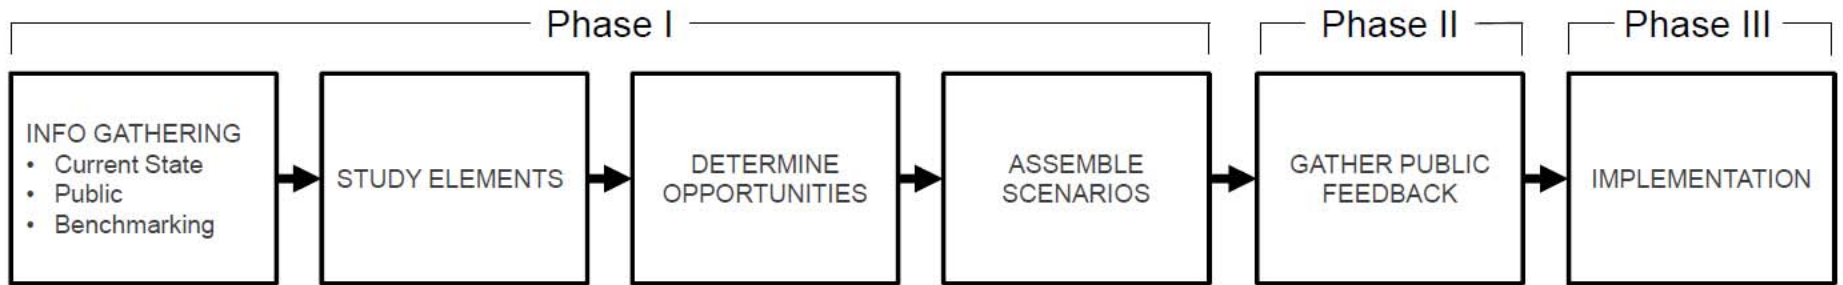 Phase I
Phase II
Phase III
INFO GATHERING
• Current State
• Public
• Benchmarking
STUDY ELEMENTS
DETERMINE
OPPORTUNITIES
ASSEMBLE
SCENARIOS
GATHER PUBLIC
FEEDBACK
IMPLEMENTATION